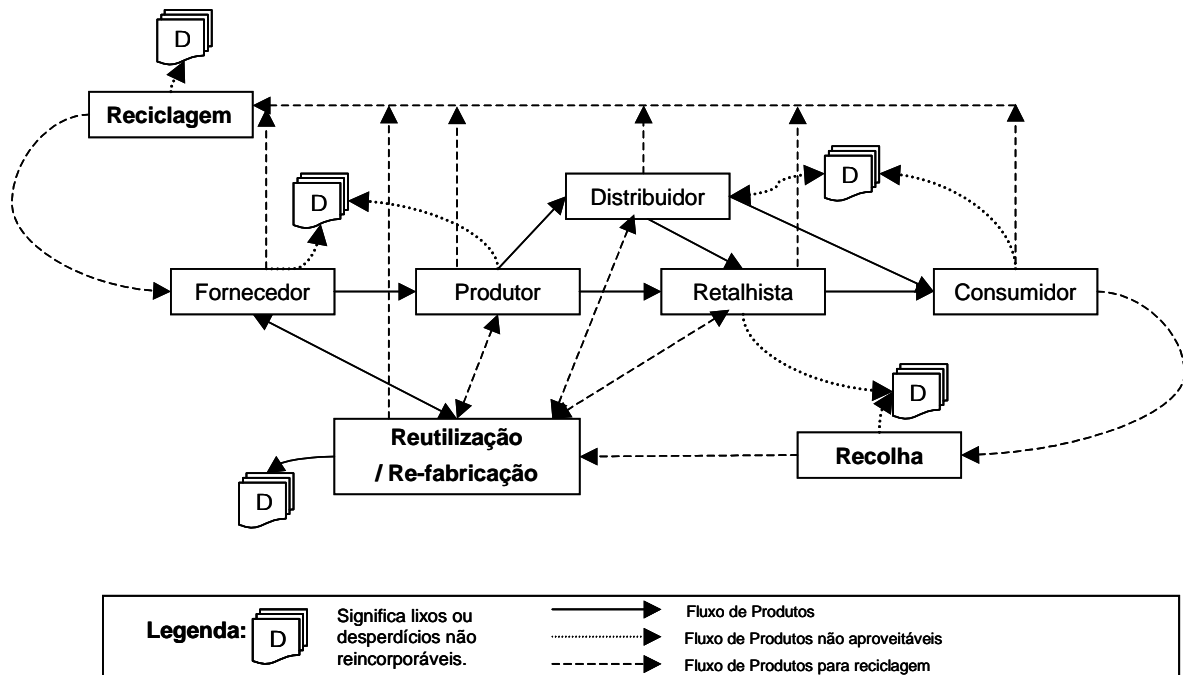 D
Reciclagem
D
Distribuidor
D
Fornecedor
Produtor
Retalhista
Consumidor
D
Reutilização
/ Re-fabricação
Recolha
D
Legenda:
D
Significa lixos ou
desperdícios não
reincorporáveis.
Fluxo de Produtos
Fluxo de Produtos não aproveitáveis
Fluxo de Produtos para reciclagem